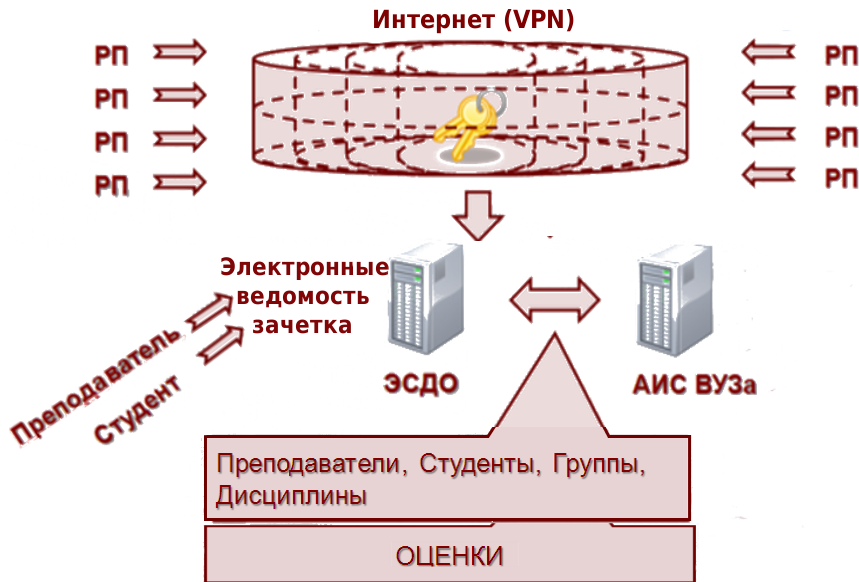 Интернет (VPN)
РП
РП
РП
РП
РП
РП
РП
РП
Электронные
ведомость
зачетка
Преподаватель
Студент
ЭСДО
АИС ВУЗа
Преподаватели, Студенты, Группы,
Дисциплины
ОЦЕНКИ